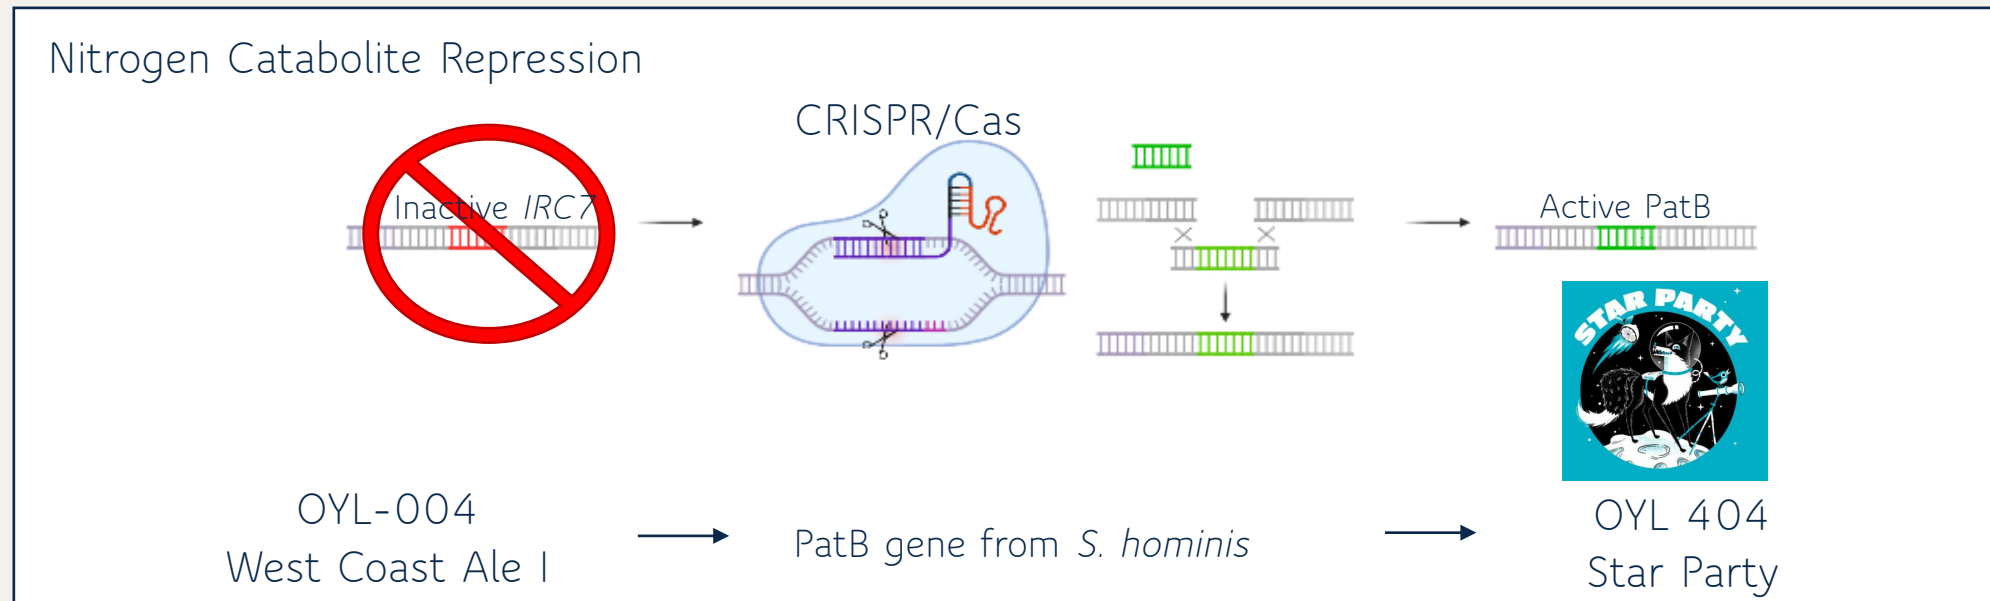 Nitrogen Catabolite Repression
CRISPR/Cas
Inactive IRC7
Active PatB
STAR PARTY
OYL-004
West Coast Ale I
PatB gene from S. hominis
OYL 404
Star Party